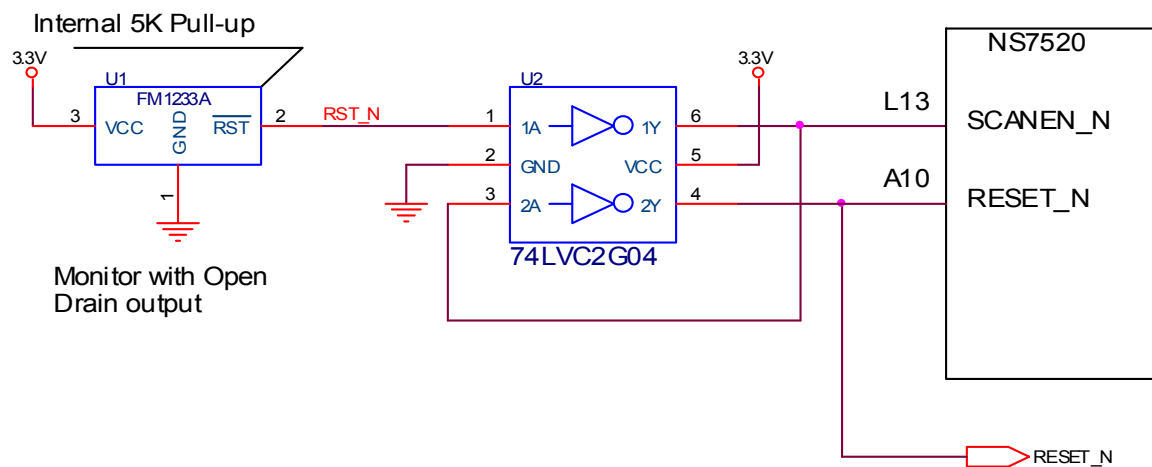 Internal 5K Pull-up
3.3V
U1
FM1233A
3
VCC
GND
RST
2
1
RST_N
Monitor with Open
Drain output
U2
3.3V
1
1A
1Y
6
2
GND
VCC
5
3
2A
2Y
4
74LVC2G04
NS7520
L13
SCANEN_N
A10
RESET_N
RESET_N